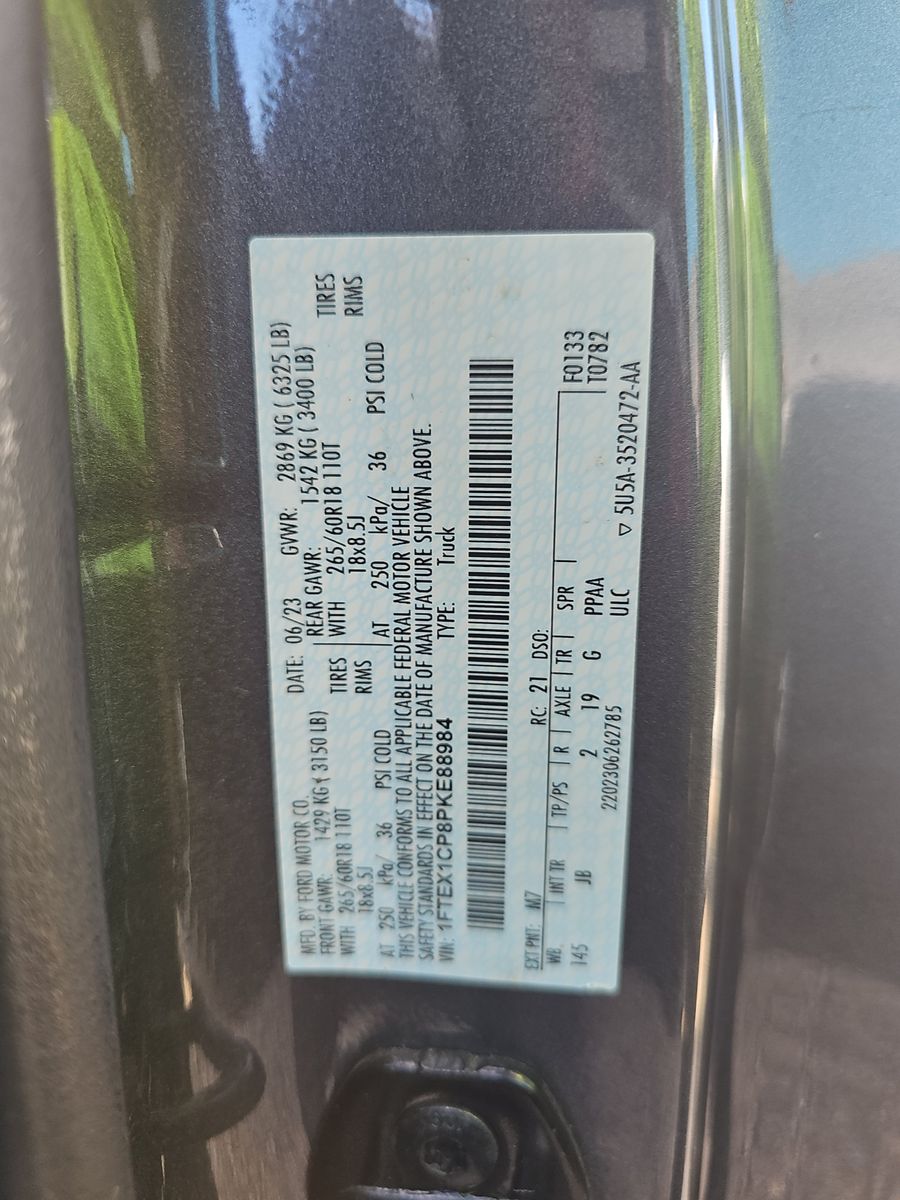 MFD. BY FORD MOTOR CO. DATE: 06/23 GVWR: 2869 KG ( 6325 LB)
FRONT GAWR: 1429 KG ( 3150 LB) REAR GAWR: 1542 KG ( 3400 LB)
WITH 265/60R18 110T TIRES WITH 265/60R18 110T TIRES
18x8.5J RIMS 18x8.5J RIMS
AT 250 kPa/ 36 PSI COLD AT 250 kPa/ 36 PSI COLD
THIS VEHICLE CONFORMS TO ALL APPLICABLE FEDERAL MOTOR VEHICLE
SAFETY STANDARDS IN EFFECT ON THE DATE OF MANUFACTURE SHOWN ABOVE.
VIN: 1FTEX1CP8PKE88984 TYPE: Truck
EXT PNT: M7 RC: 21 DSO: F0133
WB INT TR TP/PS R AXLE TR SPR T0782
145 JB 2 19 G PPAA
2202306262785 ULC ▽ 5U5A-3520472-AA